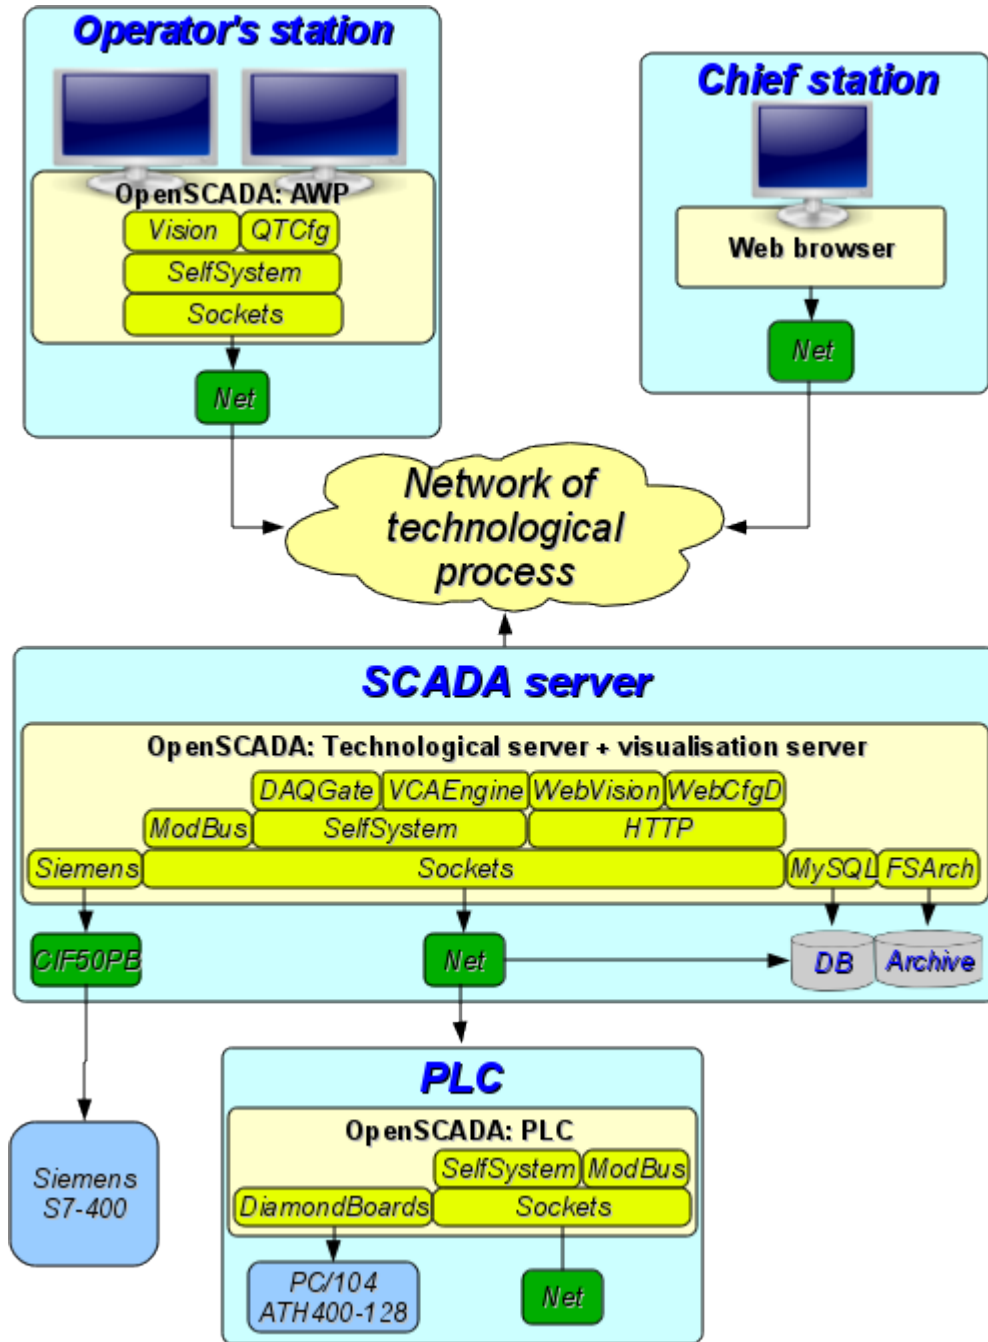 Operator's station
OpenSCADA: AWP
Vision QTCfg
SelfSystem
Sockets
Net
Chief station
Web browser
Net
Network of
technological
process
SCADA server
OpenSCADA: Technological server + visualisation server
DAQGate VCAEngine WebVision WebCfgD
ModBus SelfSystem HTTP
Siemens Sockets MySQL FSArch
CIF50PB Net DB Archive
Siemens
S7-400
PLC
OpenSCADA: PLC
SelfSystem ModBus
DiamondBoards Sockets
PC/104
ATH400-128
Net